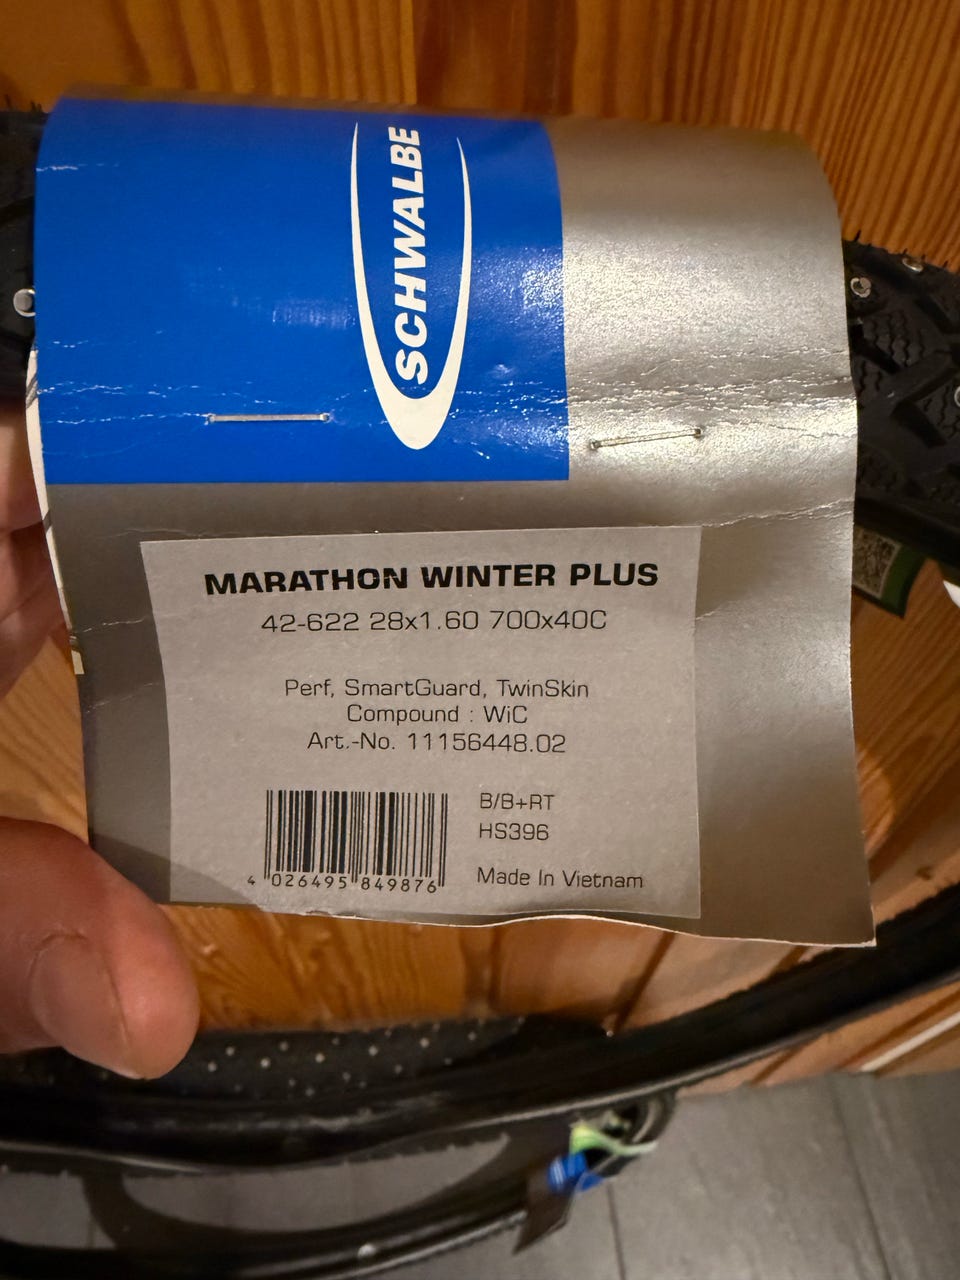 SCHWALBE
MARATHON WINTER PLUS
42-622 28x1.60 700x40C
Perf, SmartGuard, TwinSkin
Compound : WiC
Art.-No. 11156448.02
B/B+RT
HS396
Made In Vietnam
4 026495 849876